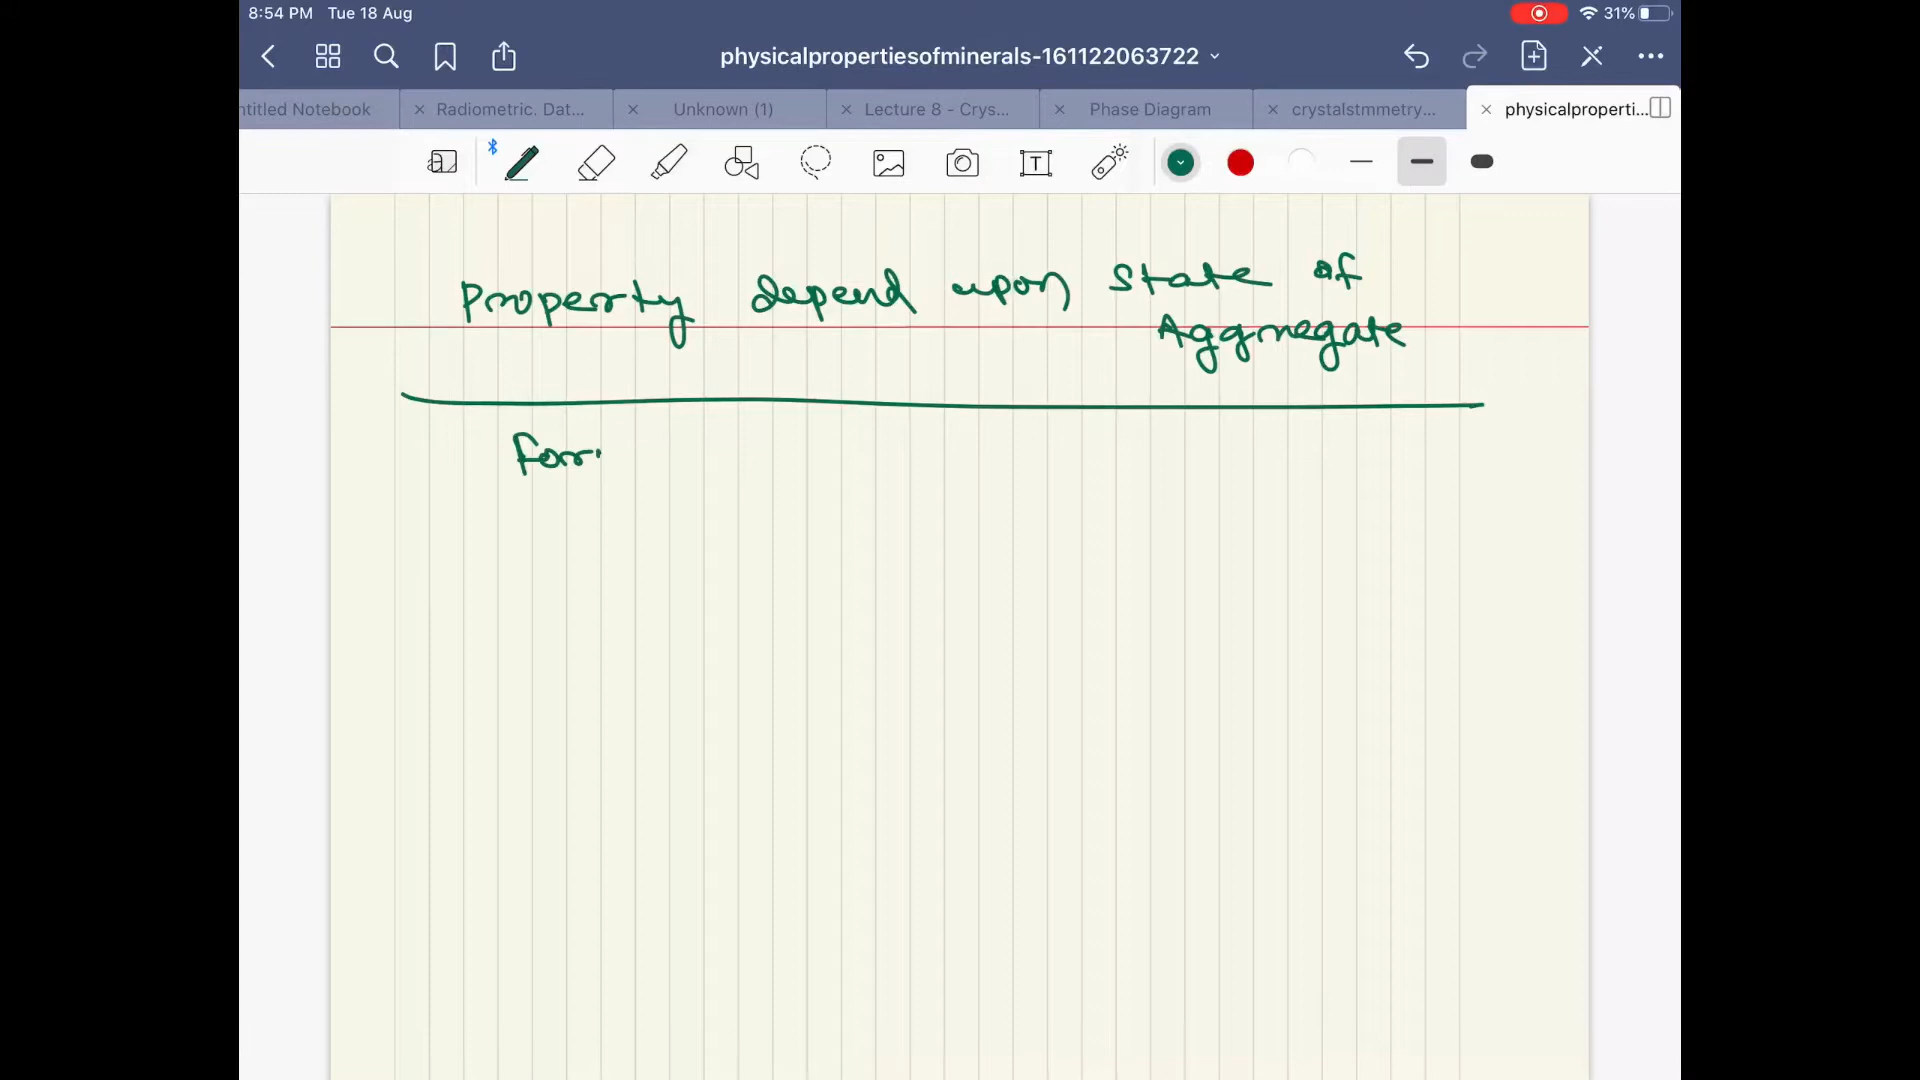 8:54 PM Tue 18 Aug 31%
physicalpropertiesofminerals-161122063722
ntitled Notebook Radiometric. Dat... Unknown (1) Lecture 8 - Crys... Phase Diagram crystalstmmetry... physicalproperti...
T
Property depend upon State of
Aggregate